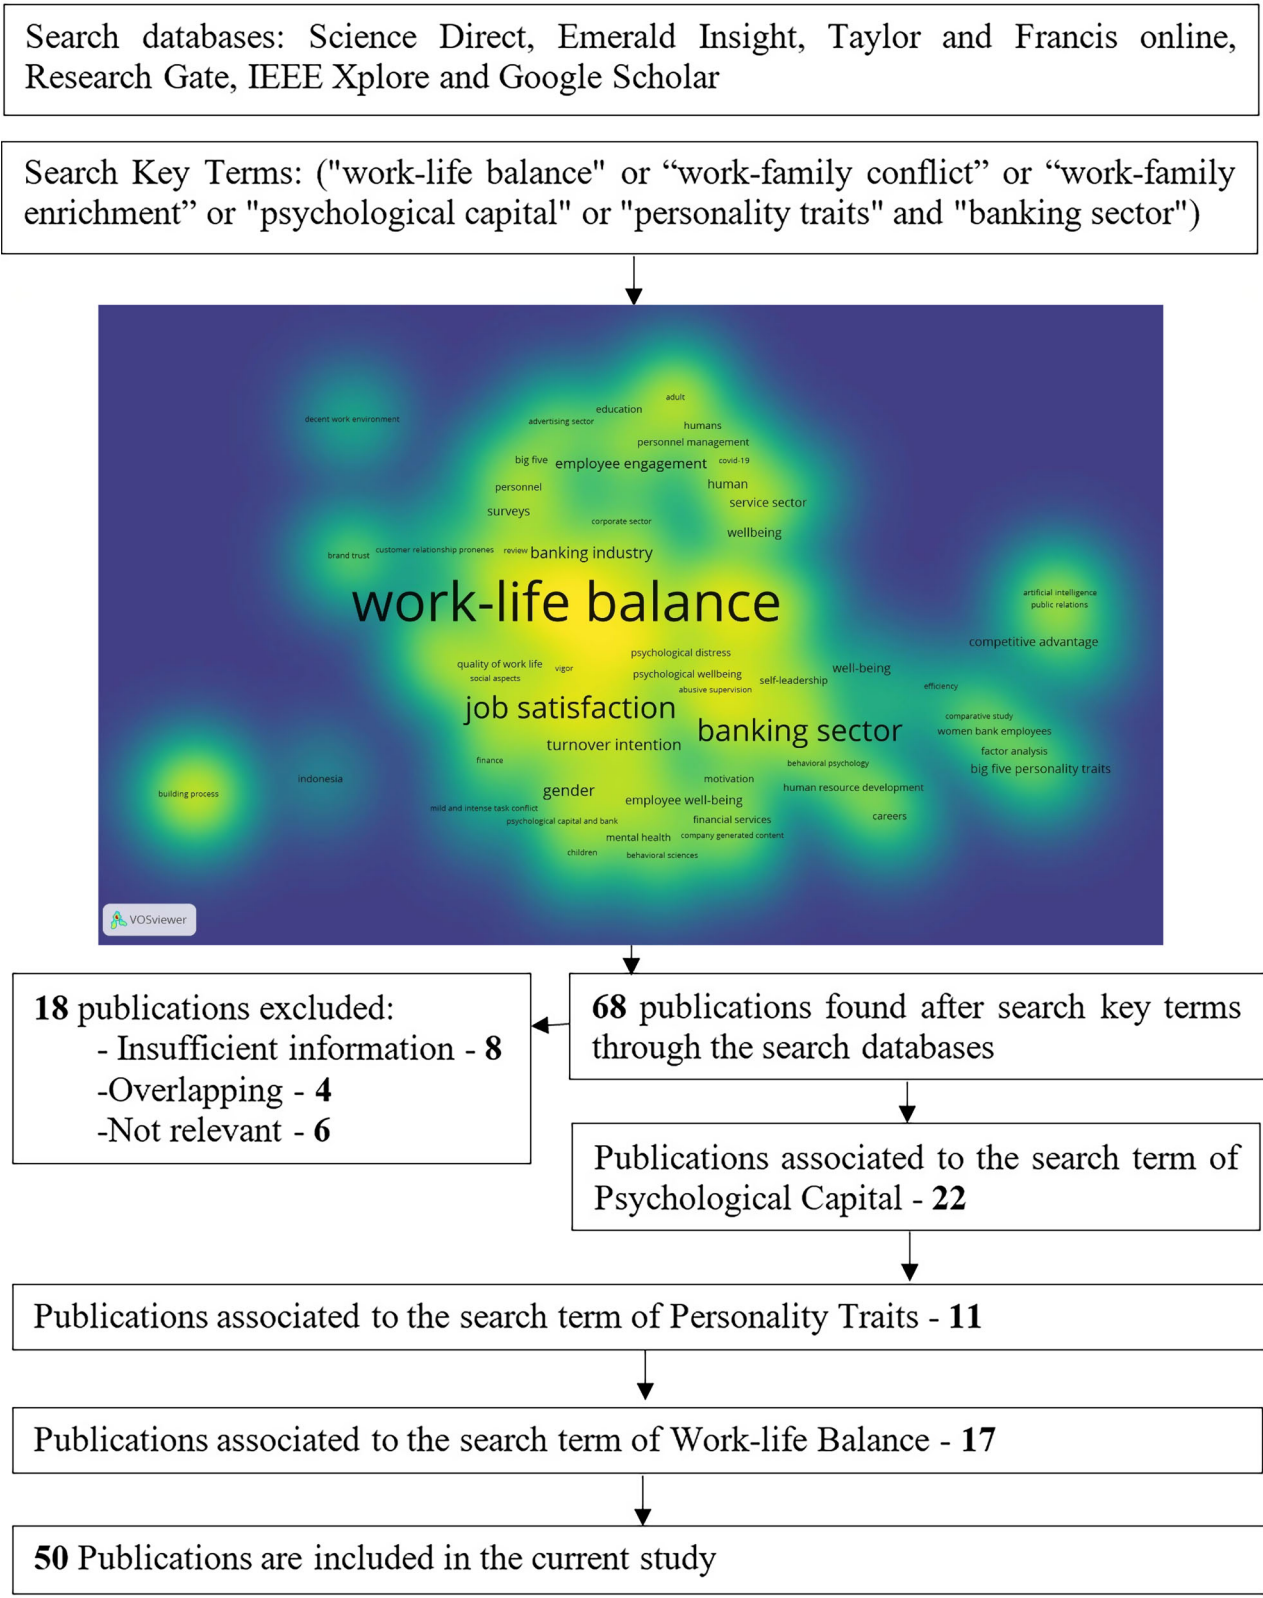 Search databases: Science Direct, Emerald Insight, Taylor and Francis online,
Research Gate, IEEE Xplore and Google Scholar
Search Key Terms: ("work-life balance" or “work-family conflict” or “work-family
enrichment” or "psychological capital" or "personality traits" and "banking sector")
adult
education
decent work environment
advertising sector
humans
personnel management
big five
employee engagement
covid-19
personnel
human
service sector
surveys
corporate sector
wellbeing
brand trust
customer relationship pronenes
review
banking industry
work-life balance
artificial intelligence
public relations
competitive advantage
psychological distress
quality of work life
vigor
well-being
psychological wellbeing
social aspects
self-leadership
abusive supervision
efficiency
job satisfaction
comparative study
banking sector
women bank employees
turnover intention
factor analysis
finance
behavioral psychology
big five personality traits
indonesia
motivation
gender
human resource development
building process
employee well-being
mild and intense task conflict
careers
psychological capital and bank
financial services
mental health
company generated content
children
behavioral sciences
VOSviewer
18 publications excluded:
- Insufficient information - 8
-Overlapping - 4
-Not relevant - 6
68 publications found after search key terms
through the search databases
Publications associated to the search term of
Psychological Capital - 22
Publications associated to the search term of Personality Traits - 11
Publications associated to the search term of Work-life Balance - 17
50 Publications are included in the current study